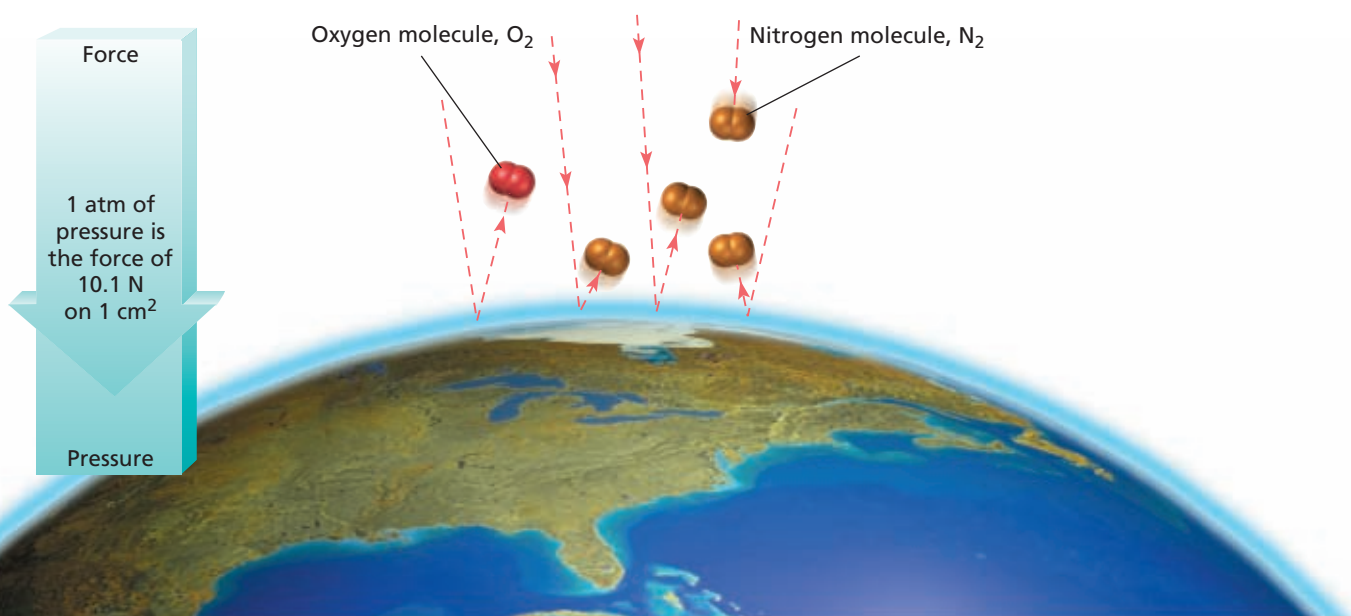 Force
1 atm of
pressure is
the force of
10.1 N
on 1 cm²
Pressure
Oxygen molecule, O₂
Nitrogen molecule, N₂